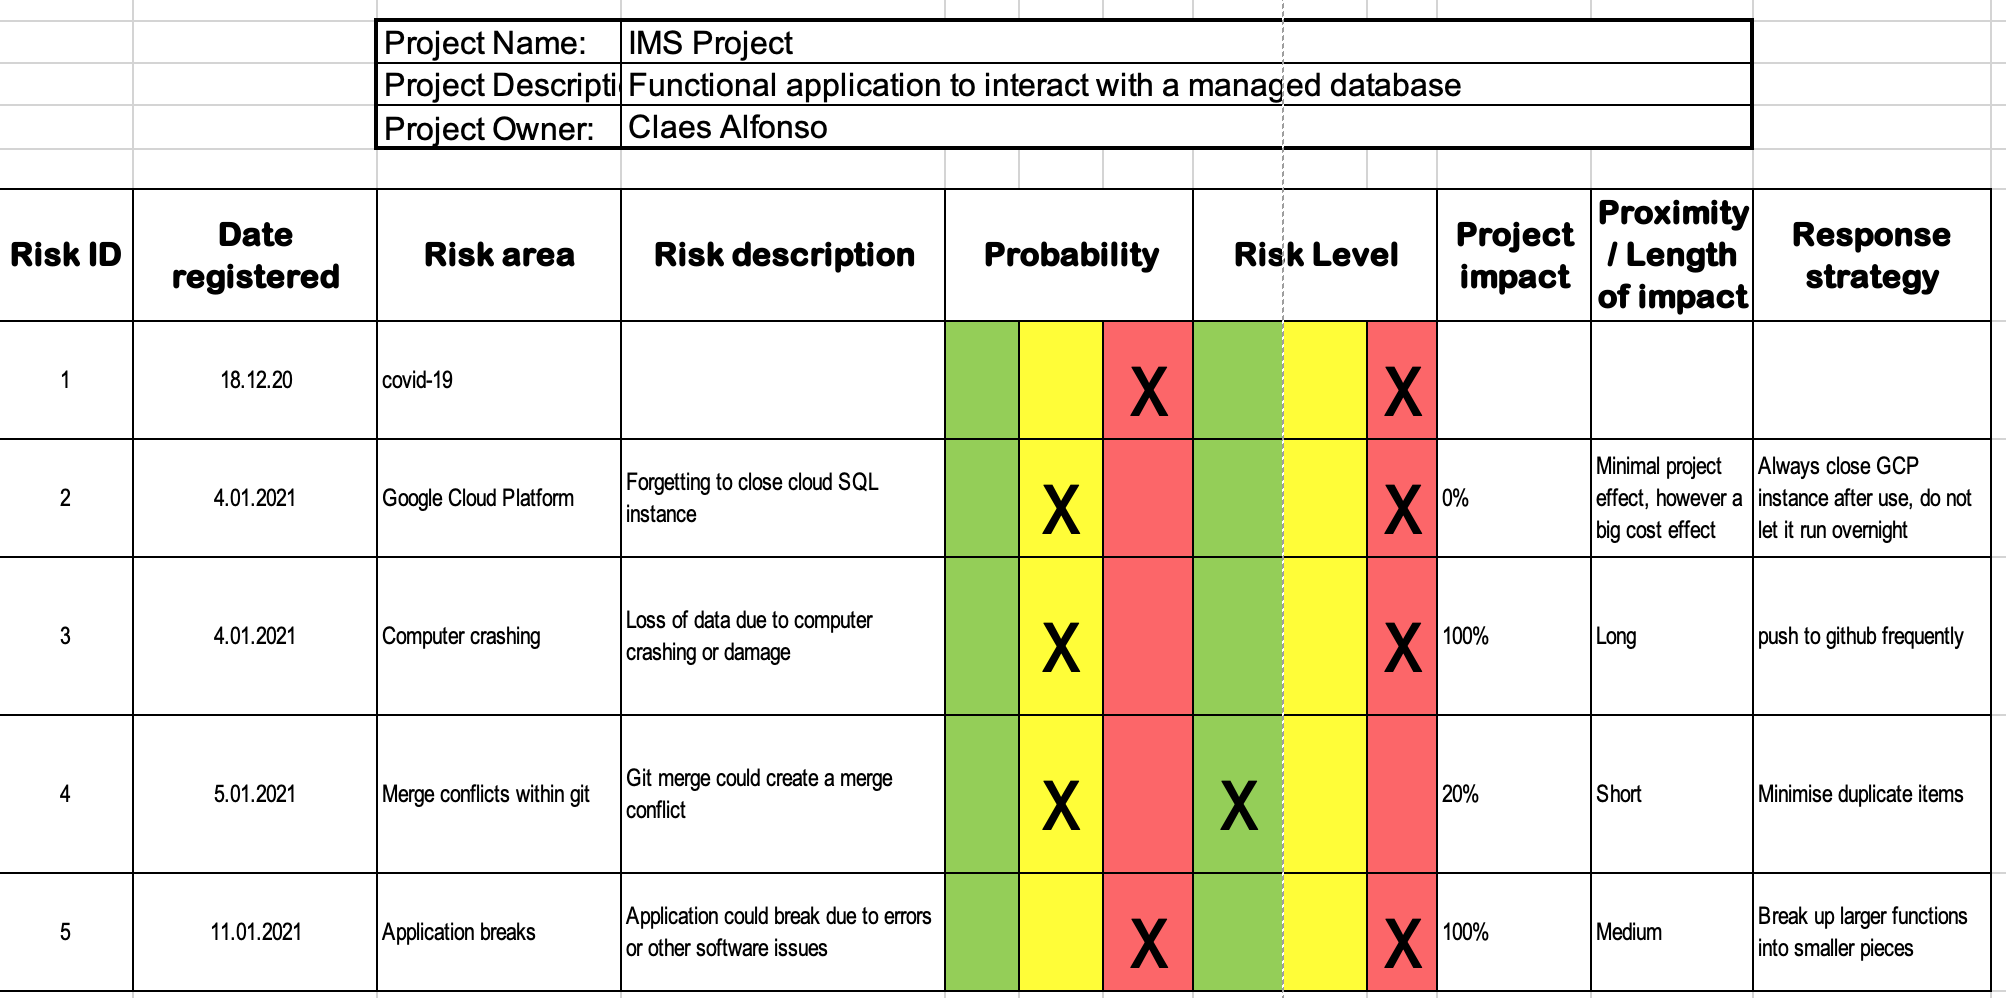 Project Name: IMS Project
Project Descripti Functional application to interact with a managed database
Project Owner: Claes Alfonso
Risk ID
Date
registered
Risk area
Risk description
Probability
Risk Level
Project
impact
Proximity
/ Length
of impact
Response
strategy
1
18.12.20
covid-19
X
X
2
4.01.2021
Google Cloud Platform
Forgetting to close cloud SQL
instance
X
X
0%
Minimal project
effect, however a
big cost effect
Always close GCP
instance after use, do not
let it run overnight
3
4.01.2021
Computer crashing
Loss of data due to computer
crashing or damage
X
X
100%
Long
push to github frequently
4
5.01.2021
Merge conflicts within git
Git merge could create a merge
conflict
X
X
20%
Short
Minimise duplicate items
5
11.01.2021
Application breaks
Application could break due to errors
or other software issues
X
X
100%
Medium
Break up larger functions
into smaller pieces